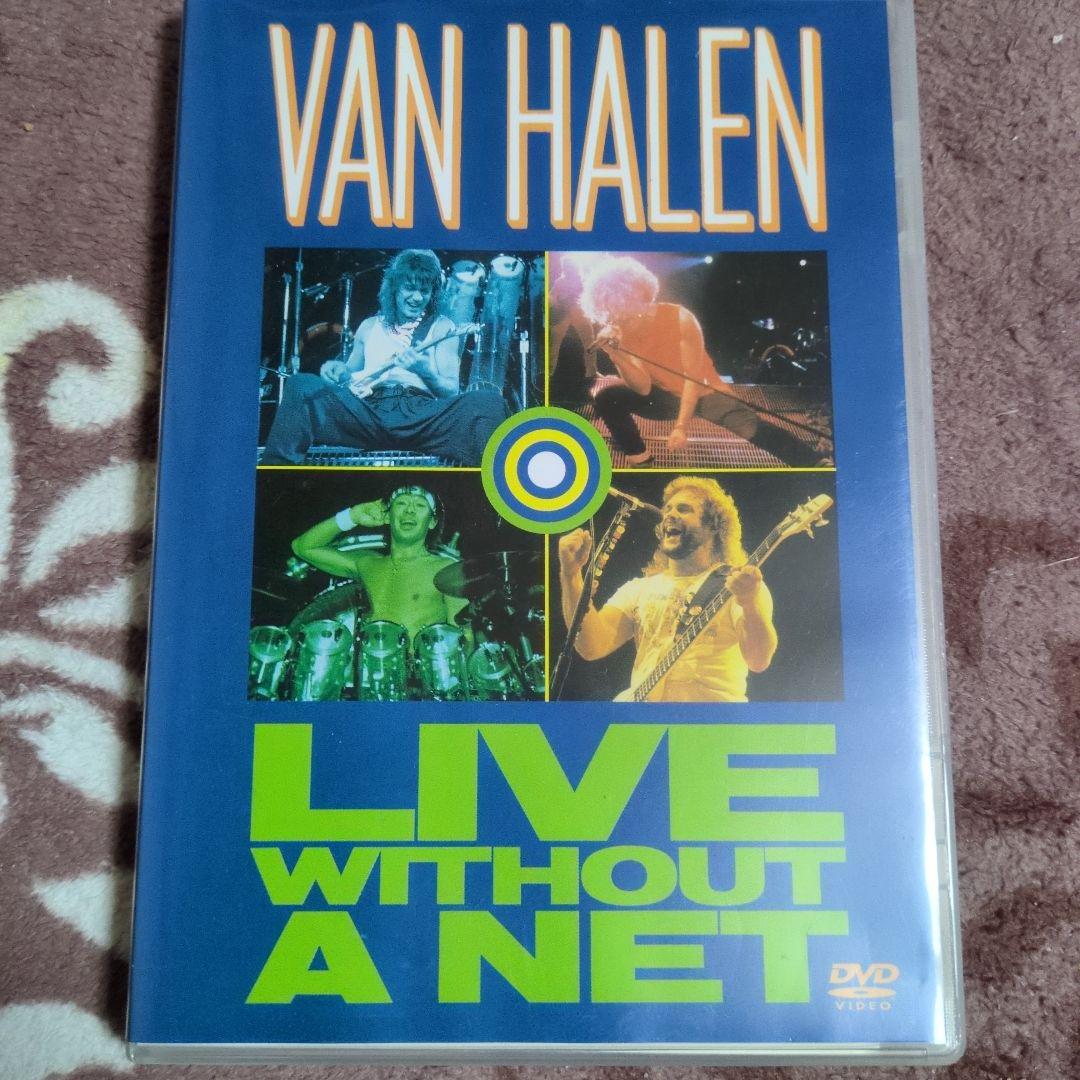 VAN HALEN
LIVE
WITHOUT
A NET
DVD
VIDEO